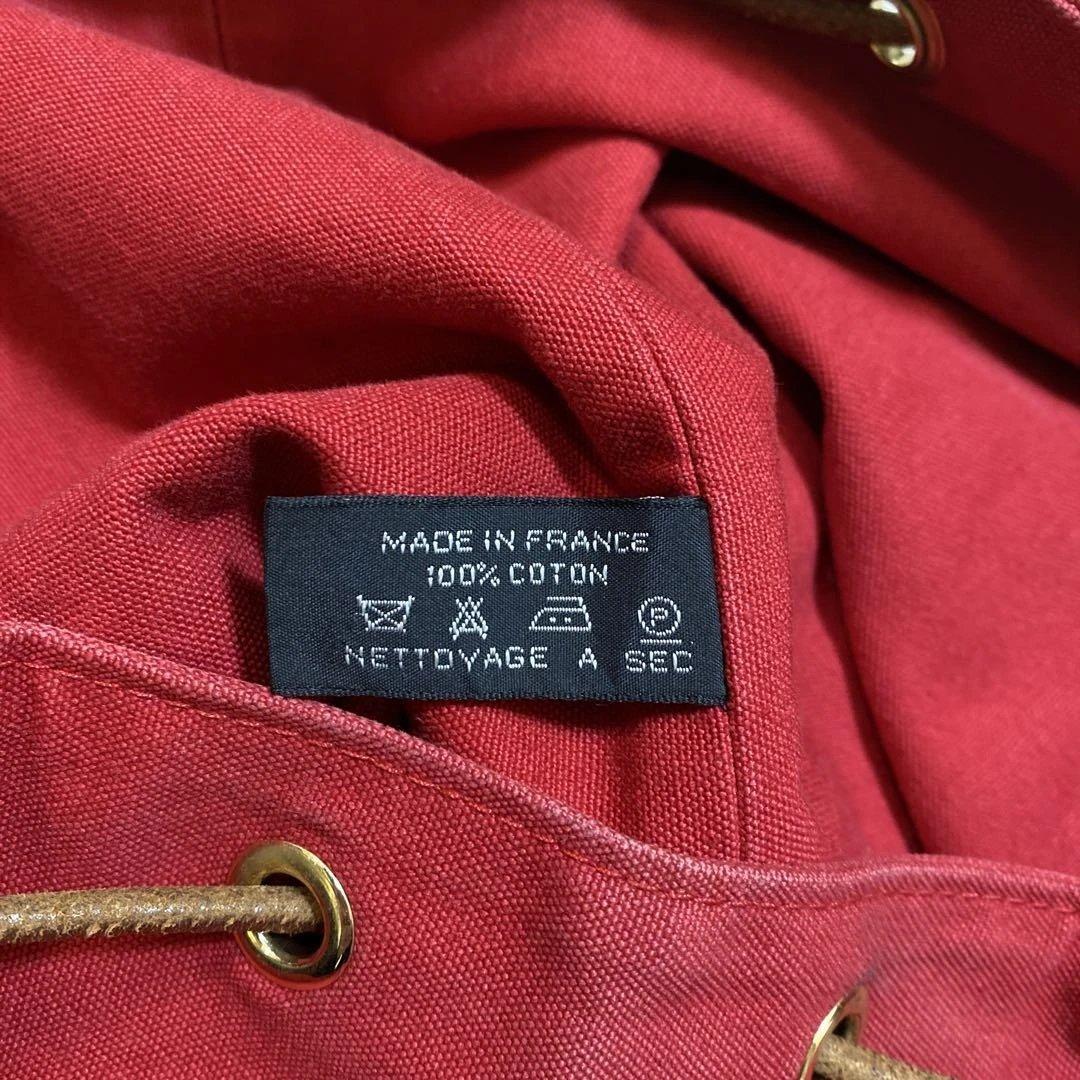 MADE IN FRANCE
100% COTON
P
NETTOYAGE A SEC